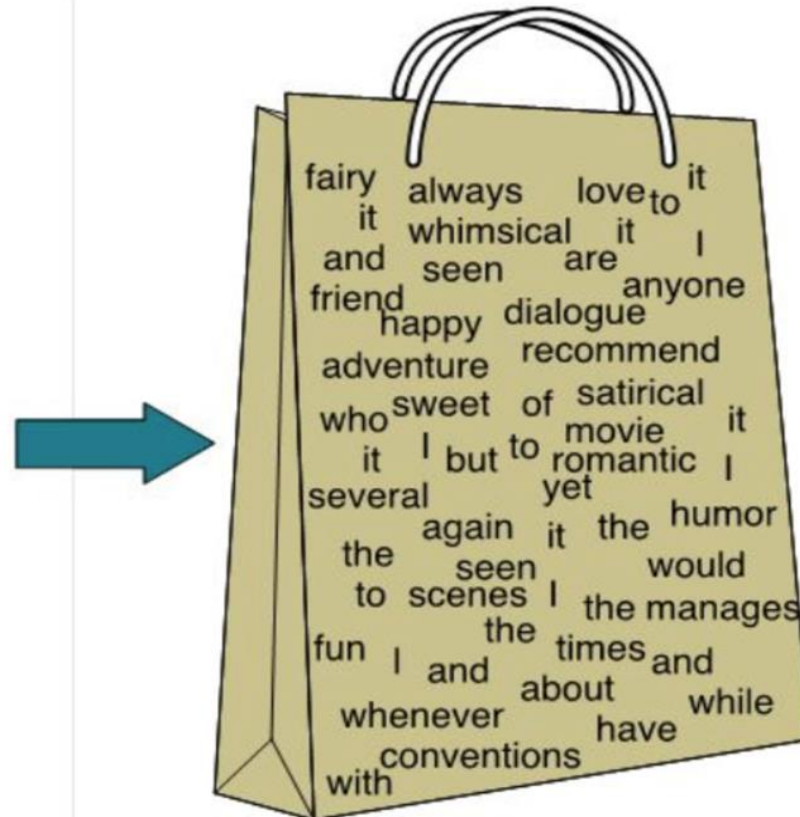 fairy always love to it
it whimsical it I
and seen are anyone
friend happy dialogue
adventure recommend
who sweet of satirical it
it I but to movie romantic I
several yet
again it the humor
the seen would
to scenes I the manages
fun I and the times and
whenever about while
have
conventions
with